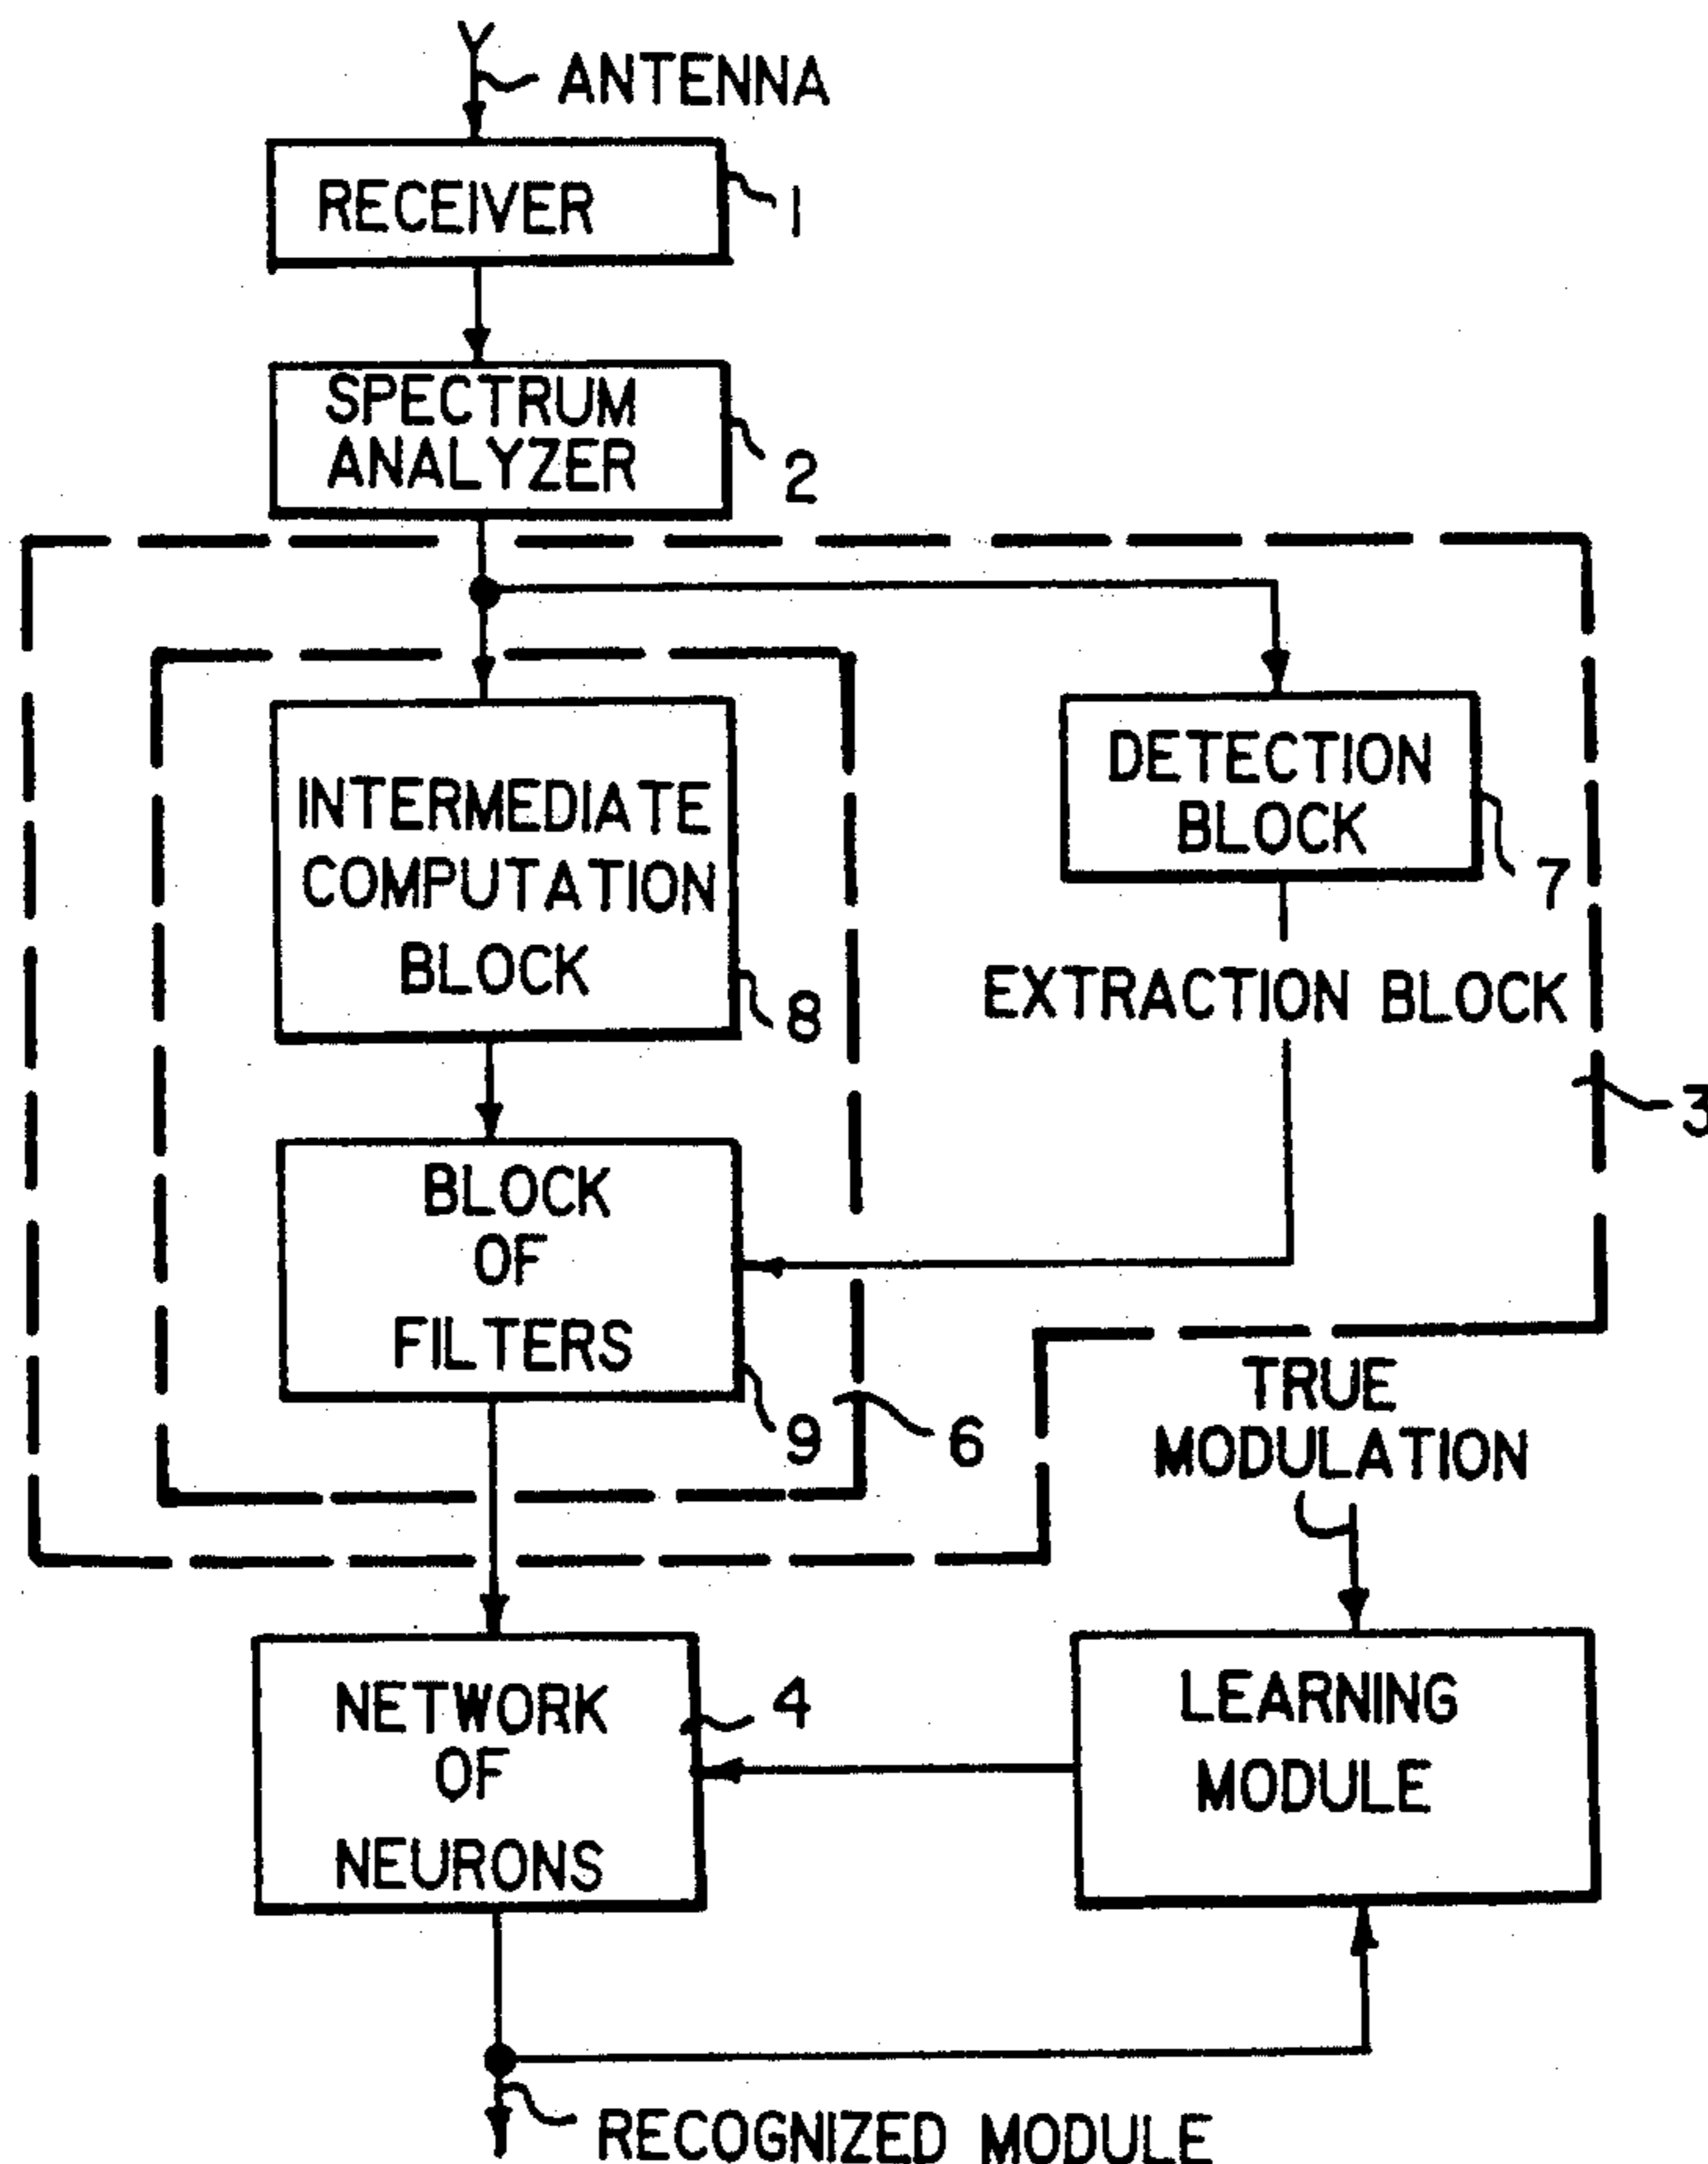 ANTENNA
RECEIVER
1
SPECTRUM
ANALYZER
2
INTERMEDIATE
COMPUTATION
BLOCK
8
DETECTION
BLOCK
7
EXTRACTION BLOCK
3
BLOCK
OF
FILTERS
9
6
TRUE
MODULATION
NETWORK
OF
NEURONS
4
LEARNING
MODULE
RECOGNIZED MODULE